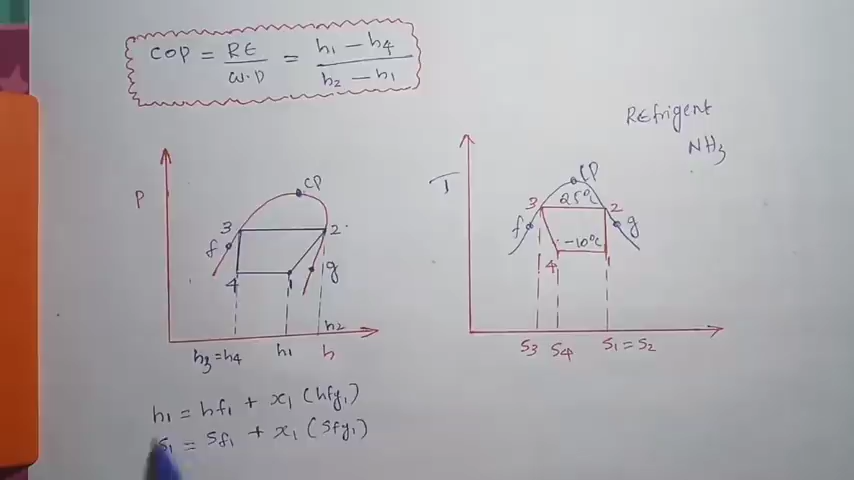 COP = RE / W.D = h1 - h4 / h2 - h1
REfrigent
NH3
P
CP
3
2
f
g
4
1
h3 = h4
h1
h2
h
T
CP
3
25°C
2
f
g
4
-10°C
S3
S4
S1 = S2
h1 = hf1 + x1 (hfg1)
S1 = Sf1 + x1 (Sfg1)